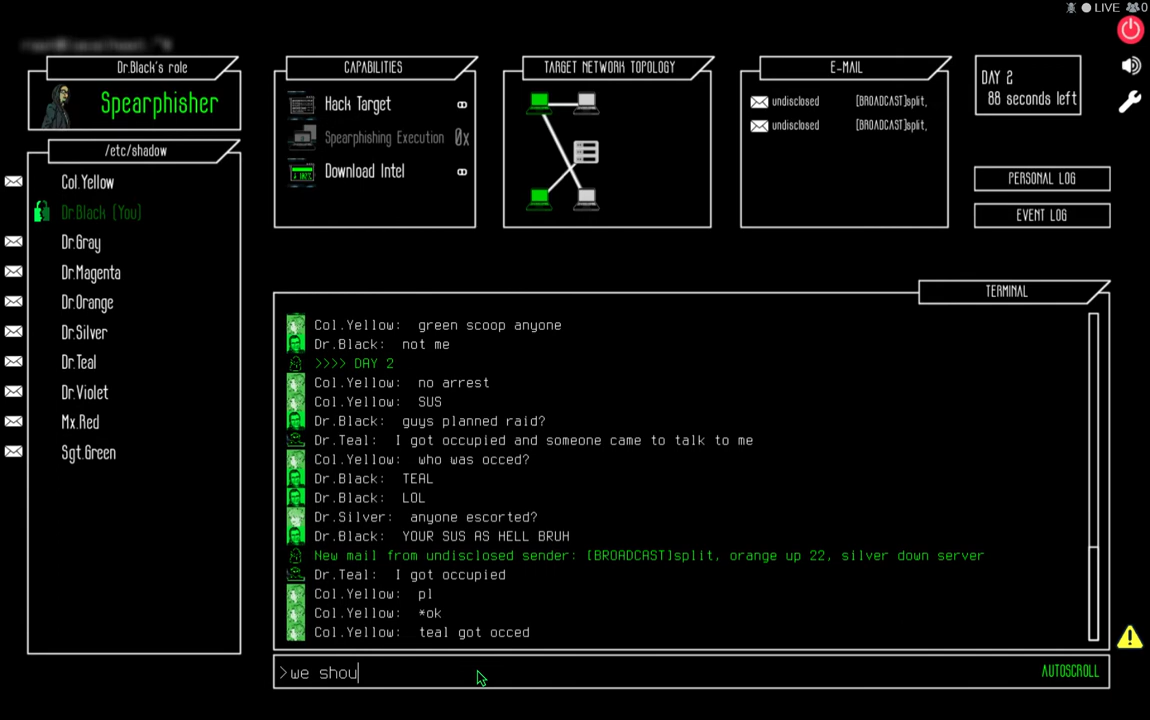 LIVE 0
Dr.Black's role
Spearphisher
/etc/shadow
Col.Yellow
Dr.Black (You)
Dr.Gray
Dr.Magenta
Dr.Orange
Dr.Silver
Dr.Teal
Dr.Violet
Mx.Red
Sgt.Green
CAPABILITIES
Hack Target
Spearphishing Execution 0x
Download Intel
TARGET NETWORK TOPOLOGY
E-MAIL
undisclosed [BROADCAST]split,
undisclosed [BROADCAST]split,
DAY 2
88 seconds left
PERSONAL LOG
EVENT LOG
TERMINAL
Col.Yellow: green scoop anyone
Dr.Black: not me
>>>> DAY 2
Col.Yellow: no arrest
Col.Yellow: SUS
Dr.Black: guys planned raid?
Dr.Teal: I got occupied and someone came to talk to me
Col.Yellow: who was occed?
Dr.Black: TEAL
Dr.Black: LOL
Dr.Silver: anyone escorted?
Dr.Black: YOUR SUS AS HELL BRUH
New mail from undisclosed sender: [BROADCAST]split, orange up 22, silver down server
Dr.Teal: I got occupied
Col.Yellow: pl
Col.Yellow: *ok
Col.Yellow: teal got occed
>we shou
AUTOSCROLL